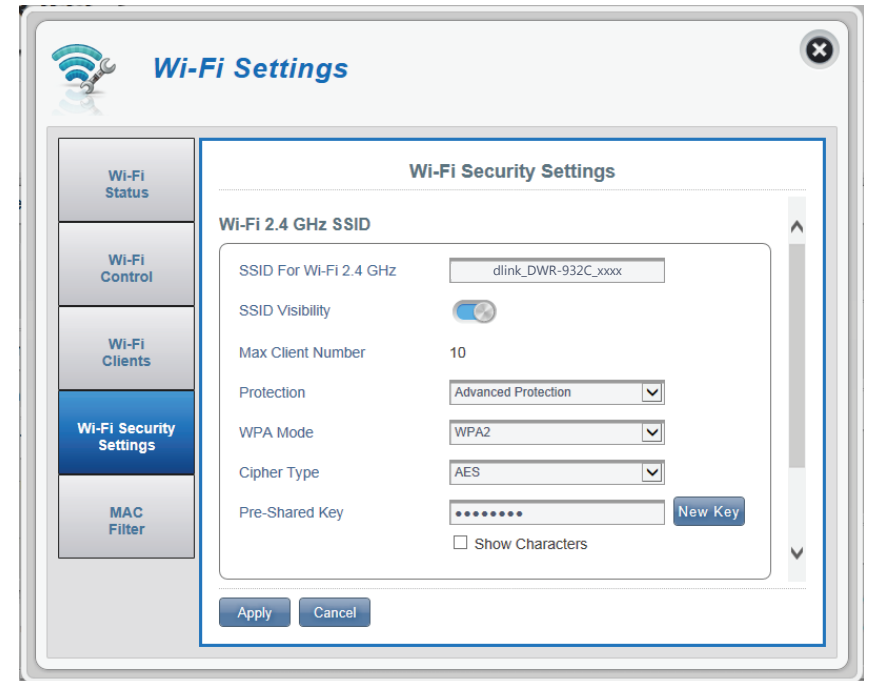 Wi-Fi Settings
Wi-Fi
Status
Wi-Fi
Control
Wi-Fi
Clients
Wi-Fi Security
Settings
MAC
Filter
Wi-Fi Security Settings
Wi-Fi 2.4 GHz SSID
SSID For Wi-Fi 2.4 GHz dlink_DWR-932C_xxxx
SSID Visibility
Max Client Number 10
Protection Advanced Protection
WPA Mode WPA2
Cipher Type AES
Pre-Shared Key •••••••• New Key
Show Characters
Apply Cancel